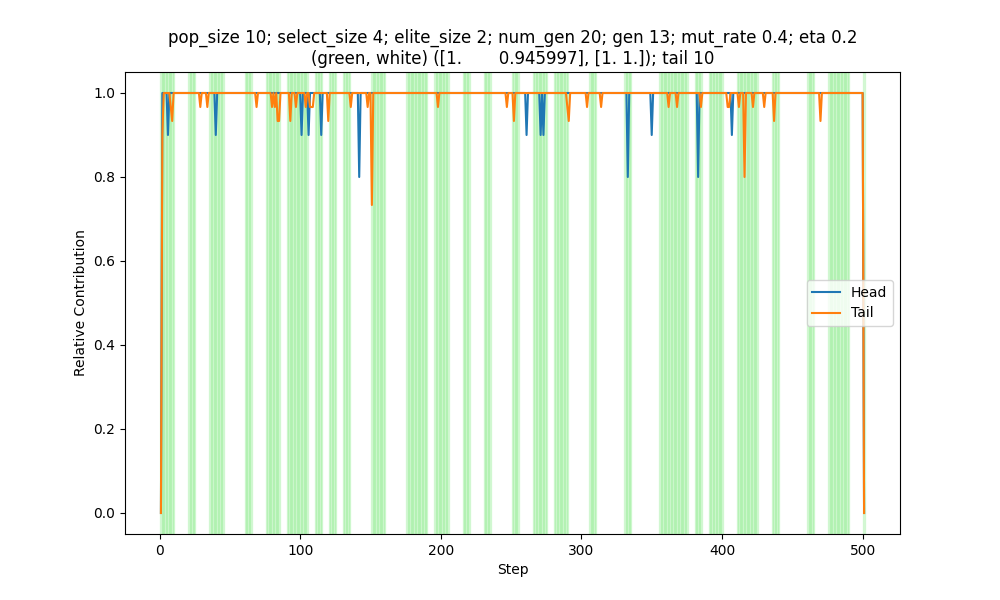 pop_size 10; select_size 4; elite_size 2; num_gen 20; gen 13; mut_rate 0.4; eta 0.2
(green, white) ([1.        0.945997], [1. 1.]); tail 10
1.0
0.8
0.6
0.4
0.2
0.0
Relative Contribution
Head
Tail
0
100
200
300
400
500
Step